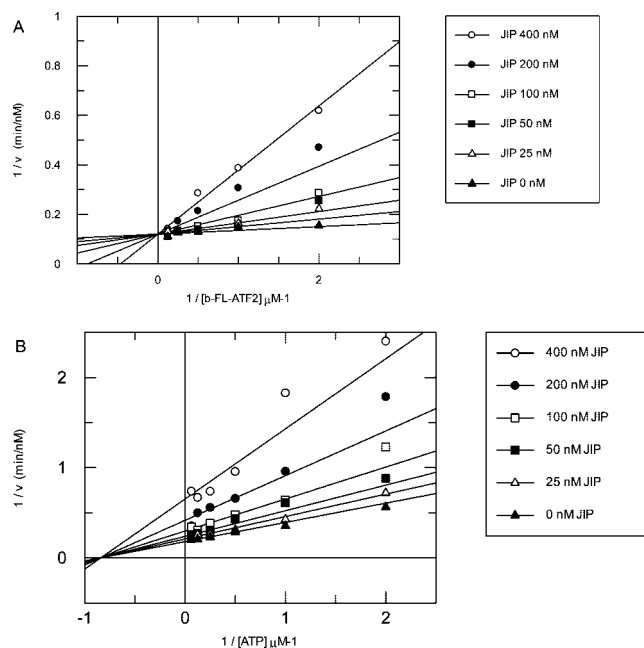 A
1
0.8
0.6
0.4
0.2
0
0
2
1 / v (min/nM)
1 / [b-FL-ATF2] µM-1
JIP 400 nM
JIP 200 nM
JIP 100 nM
JIP 50 nM
JIP 25 nM
JIP 0 nM
B
2
1
0
-1
0
1
2
1 / v (min/nM)
1 / [ATP] µM-1
400 nM JIP
200 nM JIP
100 nM JIP
50 nM JIP
25 nM JIP
0 nM JIP